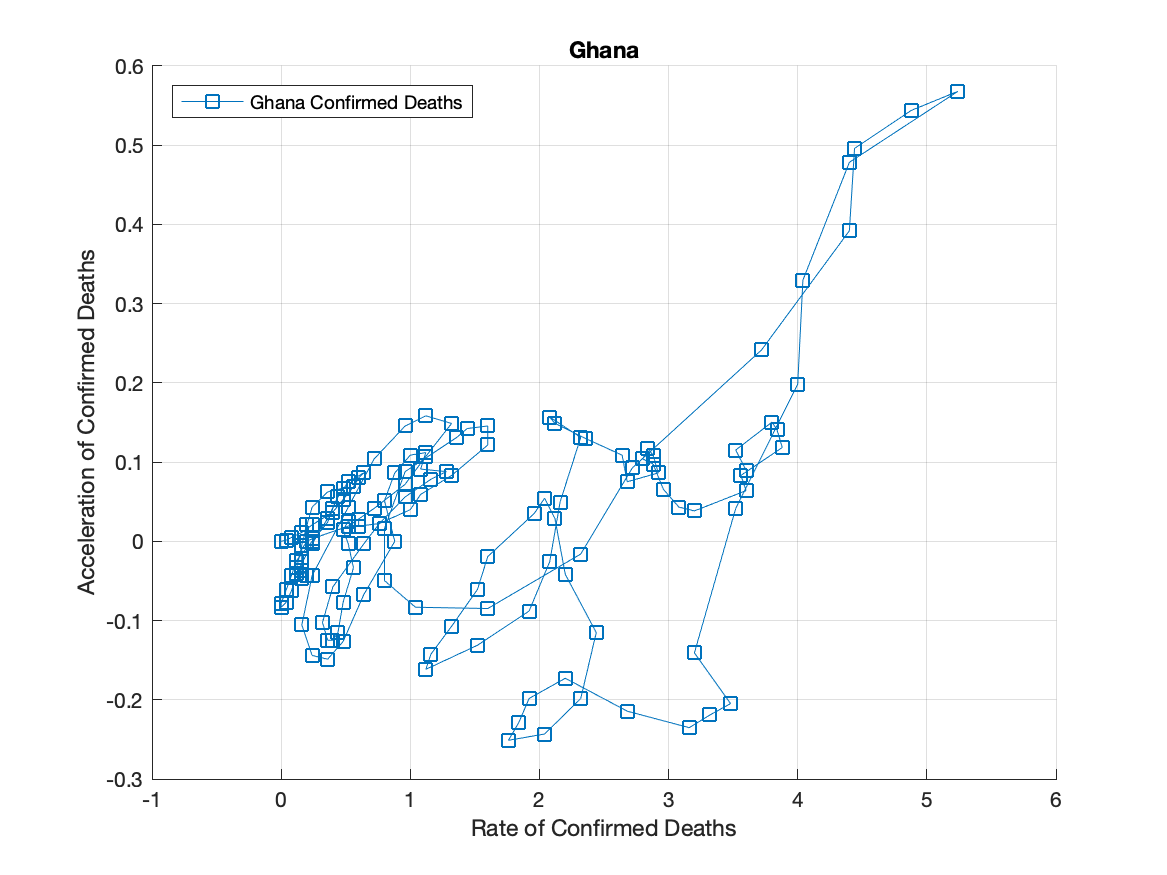 Ghana
Ghana Confirmed Deaths
0.6
0.5
0.4
0.3
0.2
0.1
0
-0.1
-0.2
-0.3
Acceleration of Confirmed Deaths
-1 0 1 2 3 4 5 6
Rate of Confirmed Deaths